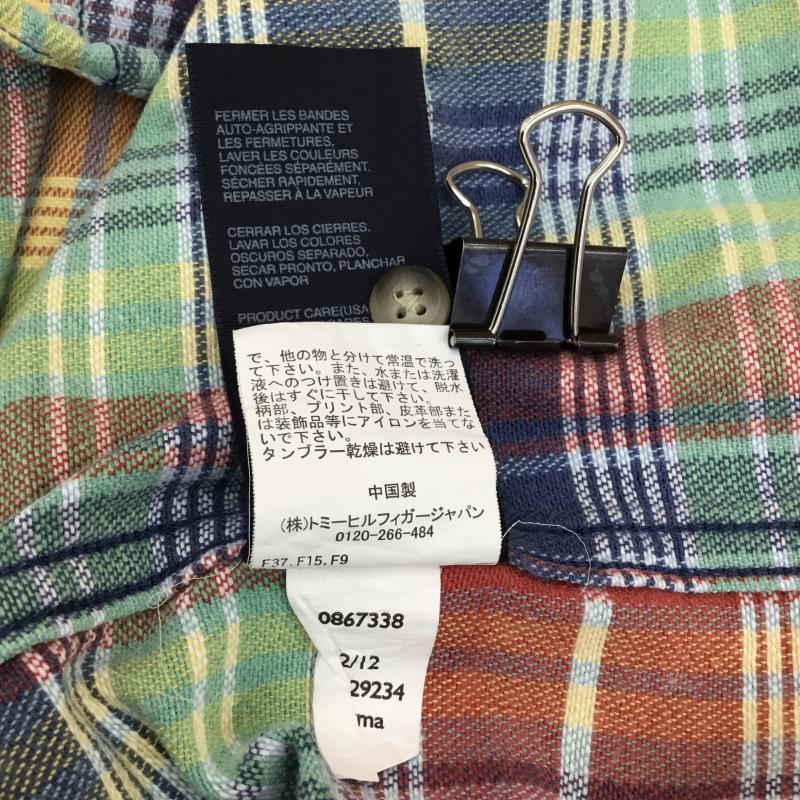 FERMER LES BANDES
AUTO-AGRIPPANTE ET
LES FERMETURES,
LAVER LES COULEURS
FONCÉES SÉPARÉMENT.
SÉCHER RAPIDEMENT,
REPASSER À LA VAPEUR
CERRAR LOS CIERRES,
LAVAR LOS COLORES
OSCUROS SEPARADO,
SECAR PRONTO, PLANCHAR
CON VAPOR
PRODUCT CARE(USA
で、他の物と分けて常温で洗っ
て下さい。また、水または洗濯
液へのつけ置きは避けて、脱水
後はすぐに干して下さい。
柄部、プリント部、皮革部また
は装飾品等にアイロンを当てな
いで下さい。
タンブラー乾燥は避けて下さい
中国製
(株)トミーヒルフィガージャパン
0120-266-484
F37,F15,F9
0867338
2/12
29234
ma